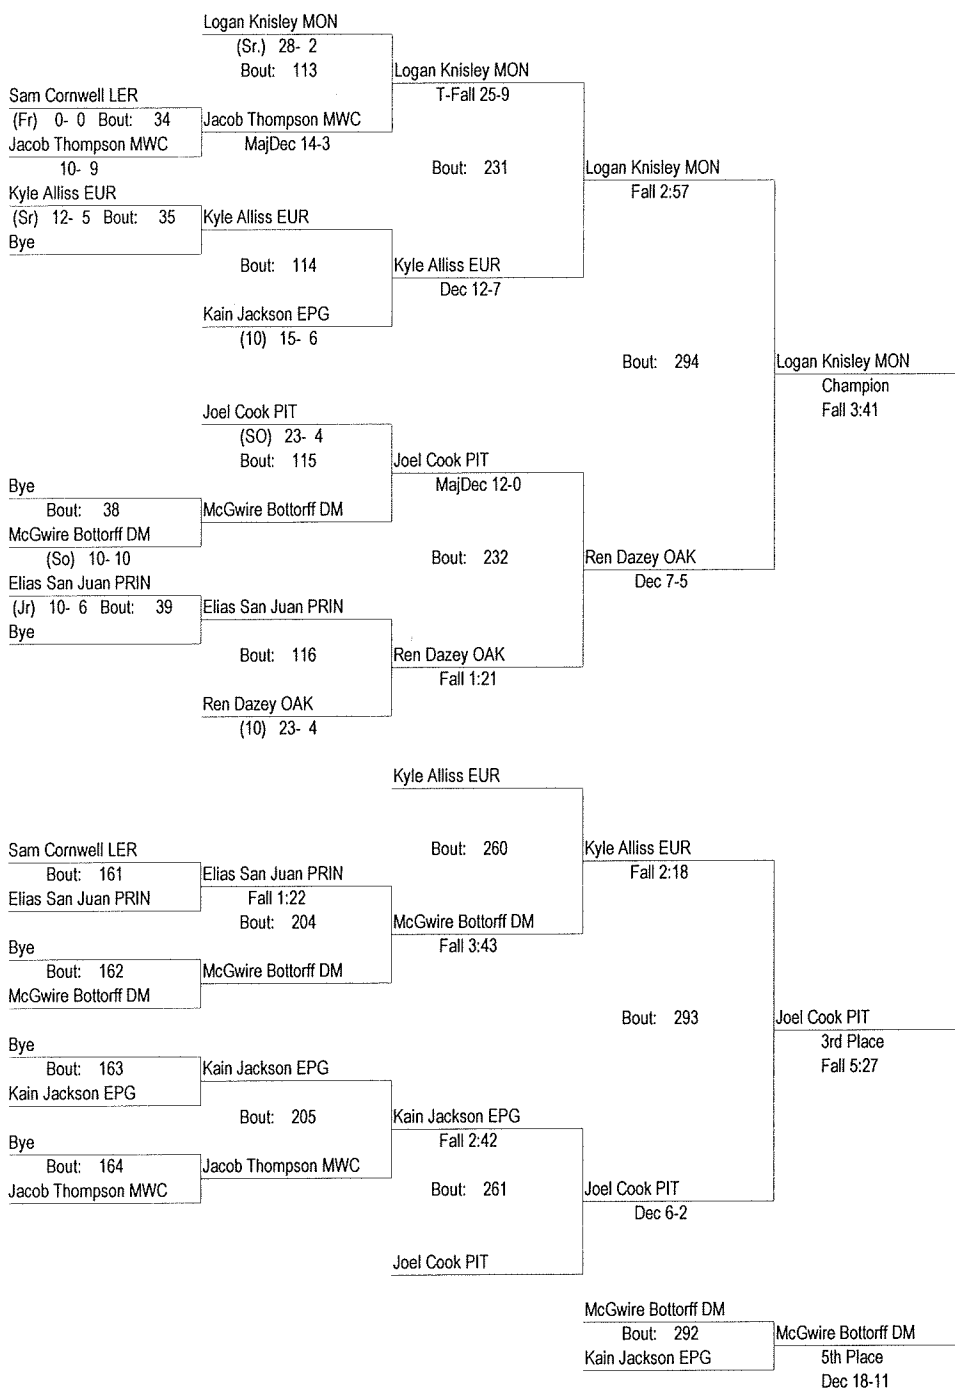 Logan Knisley MON
(Sr.) 28- 2
Bout: 113
Logan Knisley MON
T-Fall 25-9
Sam Cornwell LER
(Fr) 0- 0 Bout: 34
Jacob Thompson MWC
10- 9
Jacob Thompson MWC
MajDec 14-3
Bout: 231
Logan Knisley MON
Fall 2:57
Kyle Alliss EUR
(Sr) 12- 5 Bout: 35
Bye
Kyle Alliss EUR
Bout: 114
Kyle Alliss EUR
Dec 12-7
Kain Jackson EPG
(10) 15- 6
Bout: 294
Logan Knisley MON
Champion
Fall 3:41
Joel Cook PIT
(SO) 23- 4
Bout: 115
Joel Cook PIT
MajDec 12-0
Bye
Bout: 38
McGwire Bottorff DM
(So) 10- 10
McGwire Bottorff DM
Bout: 232
Ren Dazey OAK
Dec 7-5
Elias San Juan PRIN
(Jr) 10- 6 Bout: 39
Bye
Elias San Juan PRIN
Bout: 116
Ren Dazey OAK
Fall 1:21
Ren Dazey OAK
(10) 23- 4
Kyle Alliss EUR
Bout: 260
Kyle Alliss EUR
Fall 2:18
Sam Cornwell LER
Bout: 161
Elias San Juan PRIN
Elias San Juan PRIN
Fall 1:22
Bout: 204
McGwire Bottorff DM
Fall 3:43
Bye
Bout: 162
McGwire Bottorff DM
McGwire Bottorff DM
Bout: 293
Joel Cook PIT
3rd Place
Fall 5:27
Bye
Bout: 163
Kain Jackson EPG
Kain Jackson EPG
Bout: 205
Kain Jackson EPG
Fall 2:42
Bye
Bout: 164
Jacob Thompson MWC
Jacob Thompson MWC
Bout: 261
Joel Cook PIT
Dec 6-2
Joel Cook PIT
McGwire Bottorff DM
Bout: 292
Kain Jackson EPG
McGwire Bottorff DM
5th Place
Dec 18-11